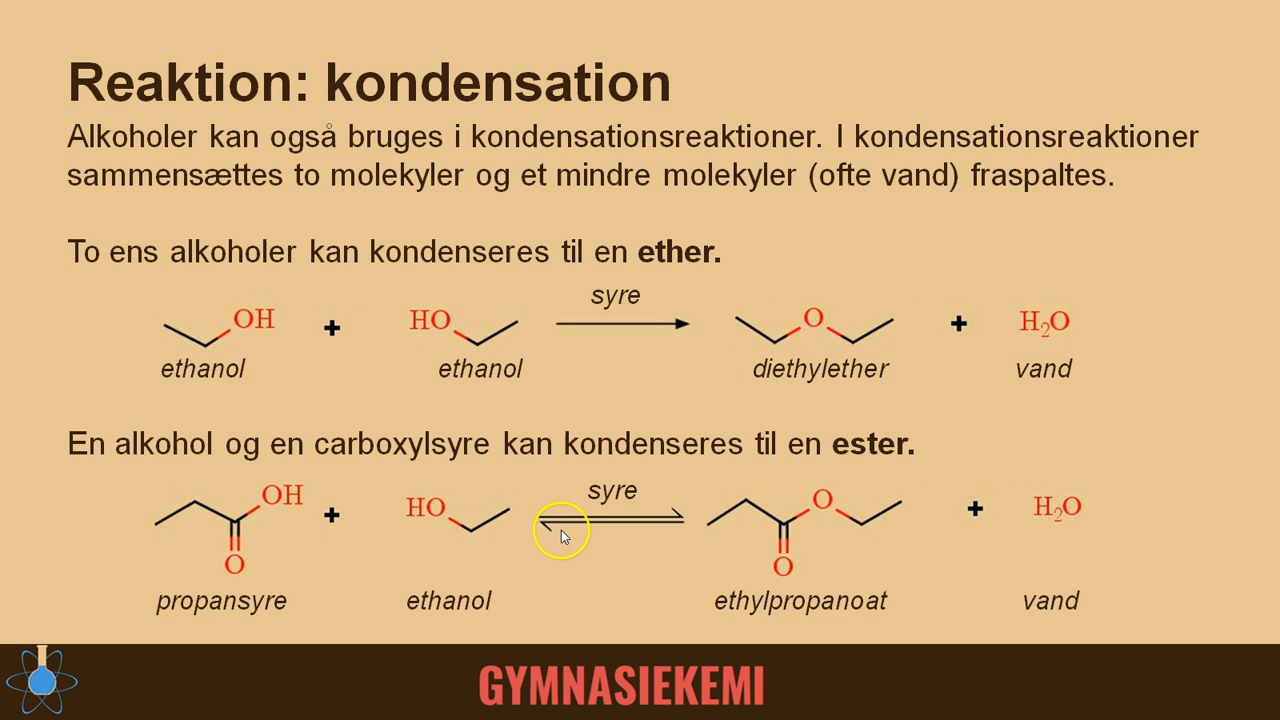 Reaktion: kondensation
Alkoholer kan også bruges i kondensationsreaktioner. I kondensationsreaktioner
sammensættes to molekyler og et mindre molekyler (ofte vand) fraspaltes.
To ens alkoholer kan kondenseres til en ether.
syre
OH + HO O + H₂O
ethanol ethanol diethylether vand
En alkohol og en carboxylsyre kan kondenseres til en ester.
syre
OH + HO O + H₂O
O O
propansyre ethanol ethylpropanoat vand
GYMNASIEKEMI